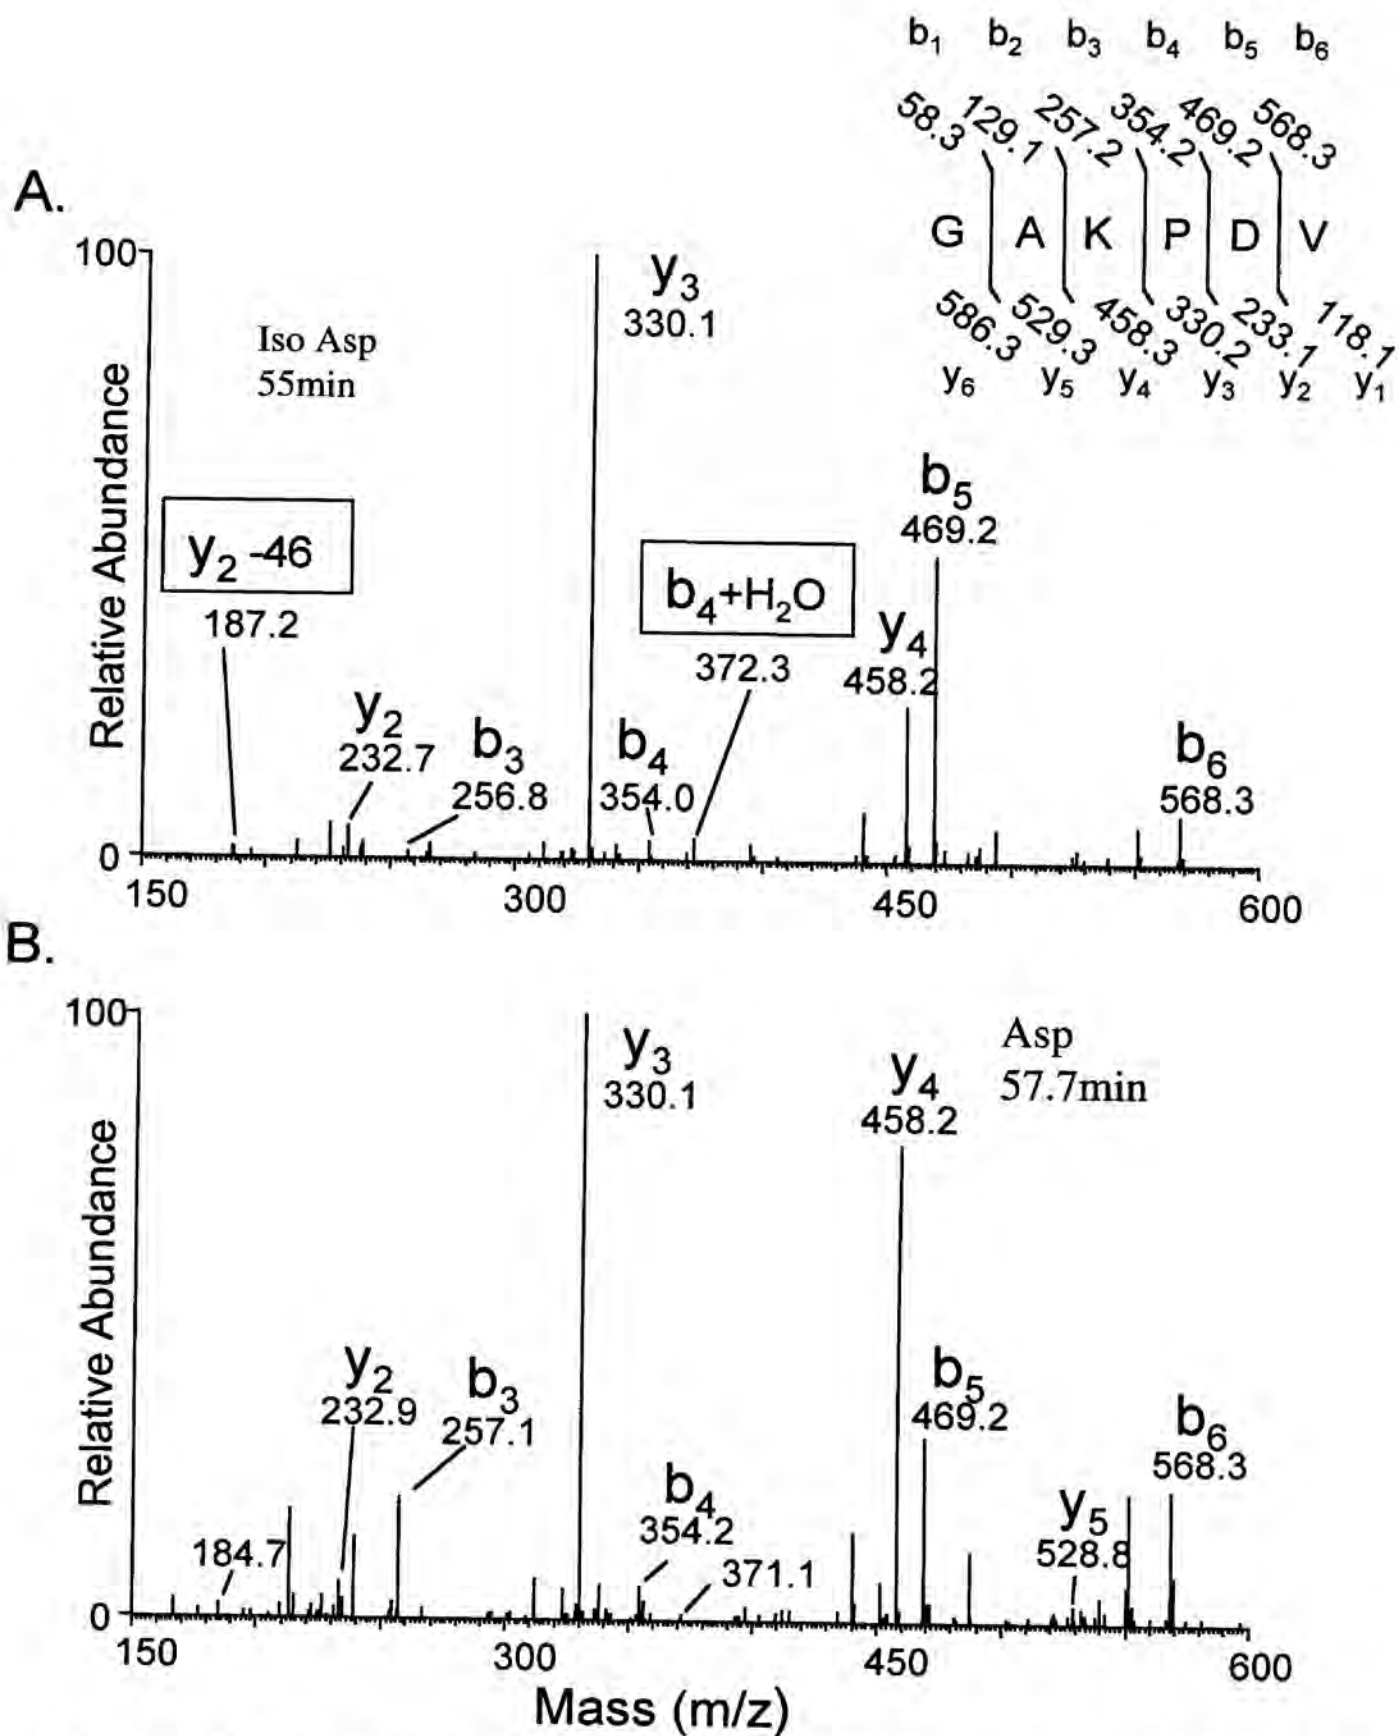 b1 b2 b3 b4 b5 b6
58.3 129.1 257.2 354.2 469.2 568.3
G A K P D V
586.3 529.3 458.3 330.2 233.1 118.1
y6 y5 y4 y3 y2 y1
A.
100
Iso Asp
55min
y3
330.1
Relative Abundance
y2 -46
187.2
y2
232.7
b3
256.8
b4
354.0
b4+H2O
372.3
y4
458.2
b5
469.2
b6
568.3
0
150 300 450 600
B.
100
y3
330.1
y4
458.2
Asp
57.7min
Relative Abundance
184.7
y2
232.9
b3
257.1
b4
354.2
371.1
b5
469.2
y5
528.8
b6
568.3
0
150 300 450 600
Mass (m/z)